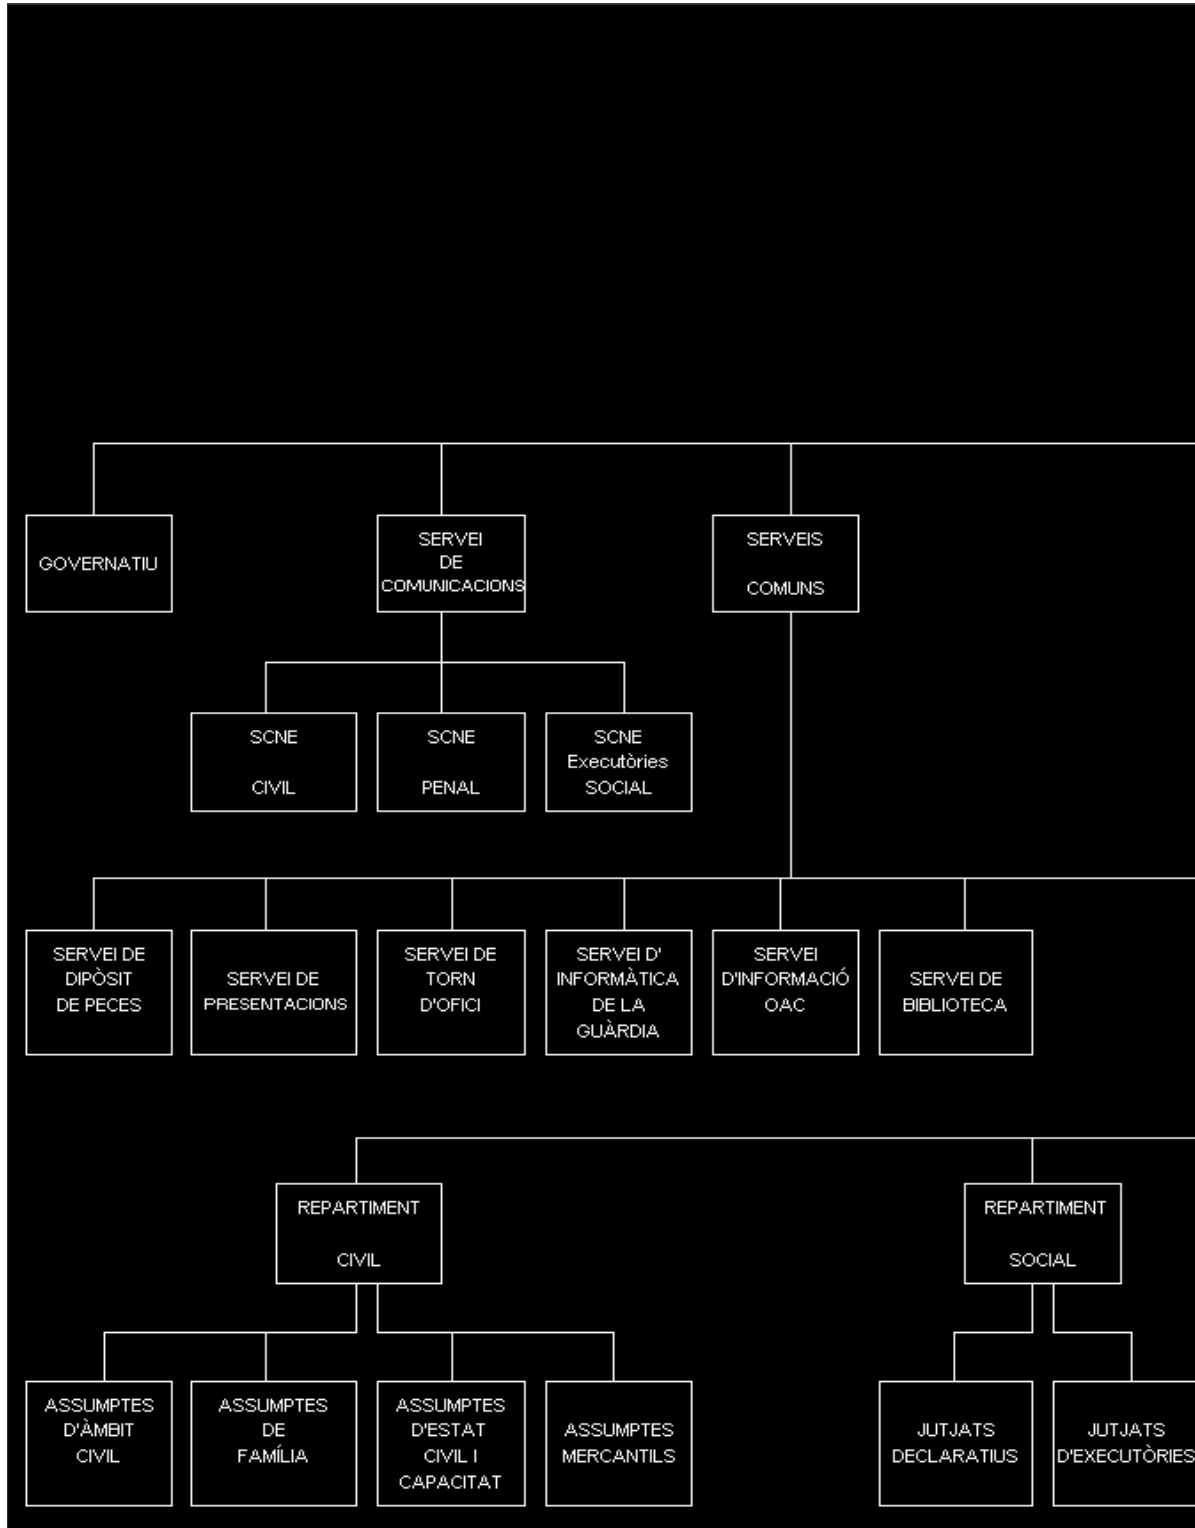 GOVERNATIU
SERVEI
DE
COMUNICACIONS
SERVEIS
COMUNS
SCNE
CIVIL
SCNE
PENAL
SCNE
Executòries
SOCIAL
SERVEI DE
DIPÒSIT
DE PECES
SERVEI DE
PRESENTACIONS
SERVEI DE
TORN
D'OFICI
SERVEI D'
INFORMÀTICA
DE LA
GUÀRDIA
SERVEI
D'INFORMACIÓ
OAC
SERVEI DE
BIBLIOTECA
REPARTIMENT
CIVIL
REPARTIMENT
SOCIAL
ASSUMPTES
D'ÀMBIT
CIVIL
ASSUMPTES
DE
FAMÍLIA
ASSUMPTES
D'ESTAT
CIVIL I
CAPACITAT
ASSUMPTES
MERCANTILS
JUTJATS
DECLARATIUS
JUTJATS
D'EXECUTÒRIES